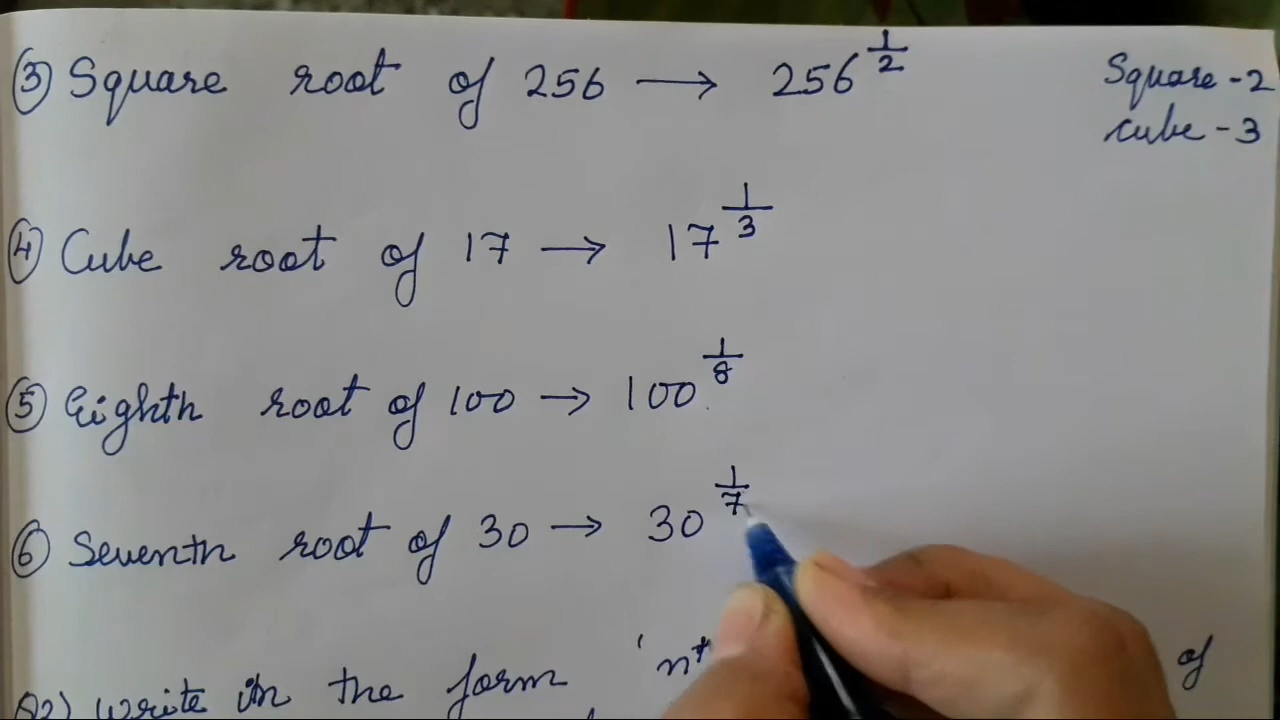 ③ Square root of 256 → 256^(1/2)
Square - 2
Cube - 3
④ Cube root of 17 → 17^(1/3)
⑤ Eighth root of 100 → 100^(1/8)
⑥ Seventh root of 30 → 30^(1/7)
Q2) Write in the form 'nth of